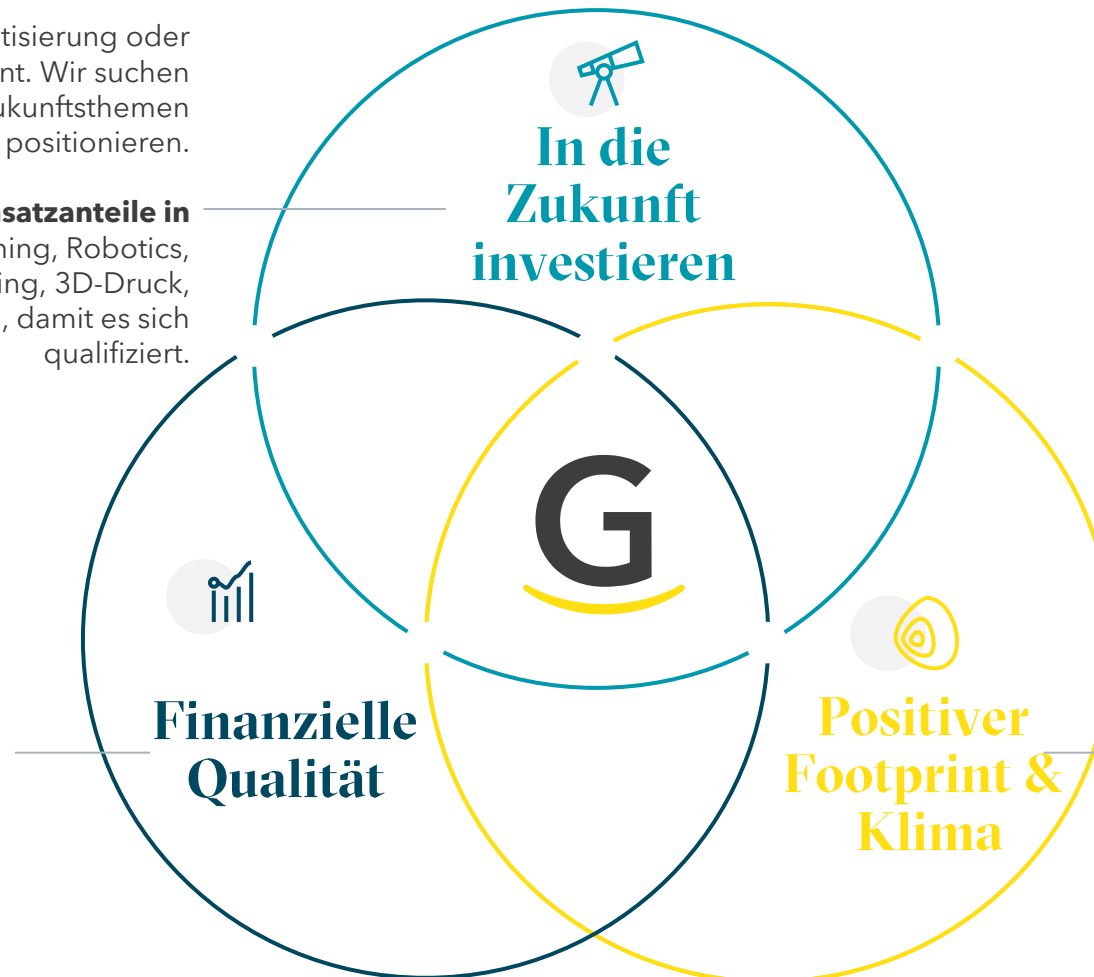 tisierung oder
nt. Wir suchen
ukunftsthemen
positionieren.
satzanteile in
ning, Robotics,
ing, 3D-Druck,
, damit es sich
qualifiziert.
In die
Zukunft
investieren
G
Finanzielle
Qualität
Positiver
Footprint &
Klima